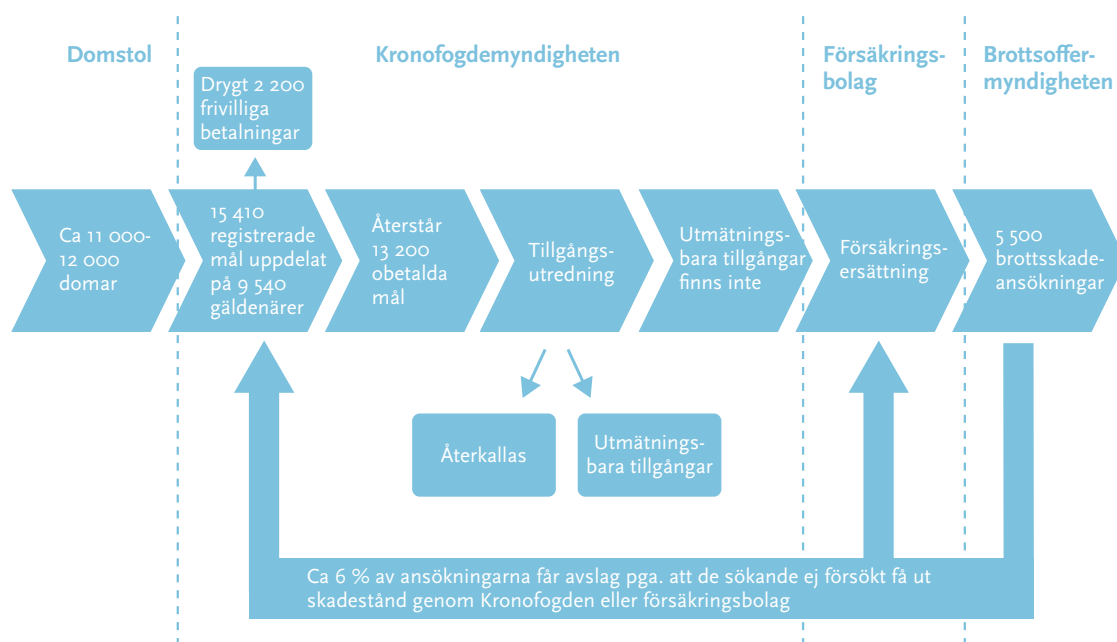 Domstol
Kronofogdemyndigheten
Försäkrings-
bolag
Brottsoffer-
myndigheten
Drygt 2 200
frivilliga
betalningar
Ca 11 000-
12 000
domar
15 410
registrerade
mål uppdelat
på 9 540
gäldenärer
Återstår
13 200
obetalda
mål
Tillgångs-
utredning
Utmätnings-
bara tillgångar
finns inte
Försäkrings-
ersättning
5 500
brottsskade-
ansökningar
Återkallas
Utmätnings-
bara tillgångar
Ca 6 % av ansökningarna får avslag pga. att de sökande ej försökt få ut
skadestånd genom Kronofogden eller försäkringsbolag